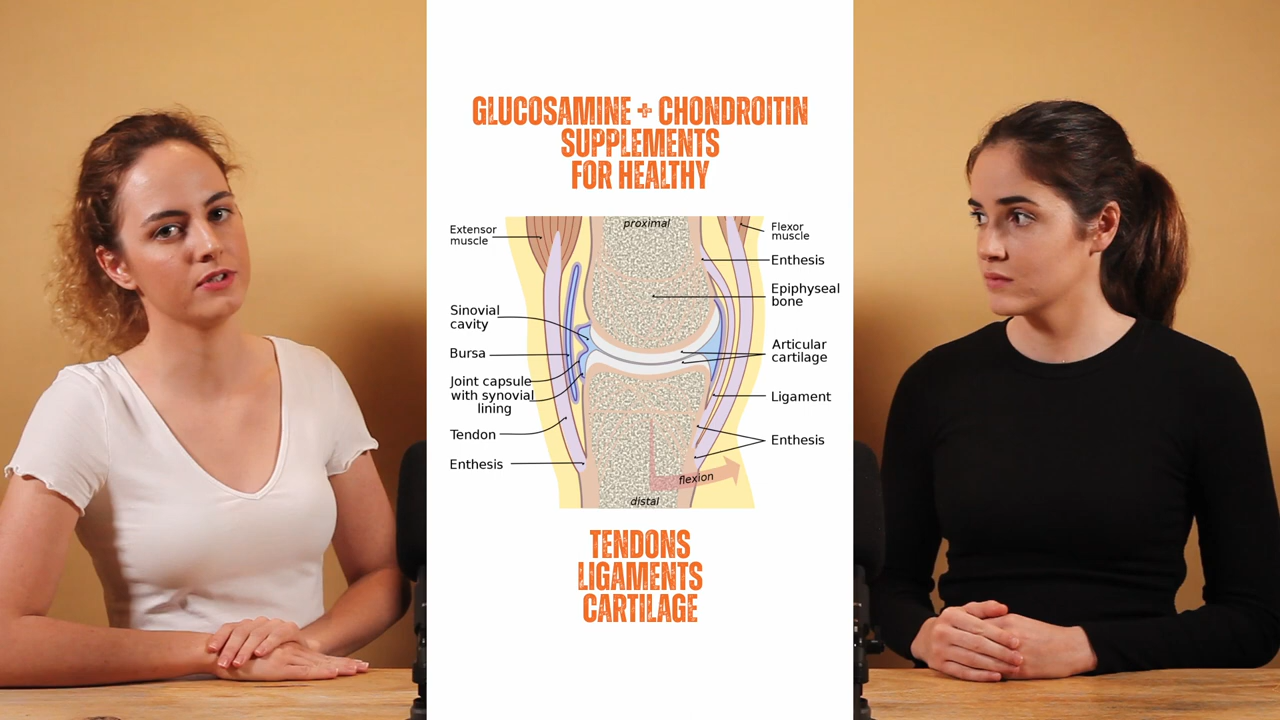 GLUCOSAMINE + CHONDROITIN
SUPPLEMENTS
FOR HEALTHY
proximal
Extensor
muscle
Flexor
muscle
Enthesis
Epiphyseal
bone
Sinovial
cavity
Bursa
Articular
cartilage
Joint capsule
with synovial
lining
Ligament
Tendon
Enthesis
Enthesis
flexion
distal
TENDONS
LIGAMENTS
CARTILAGE